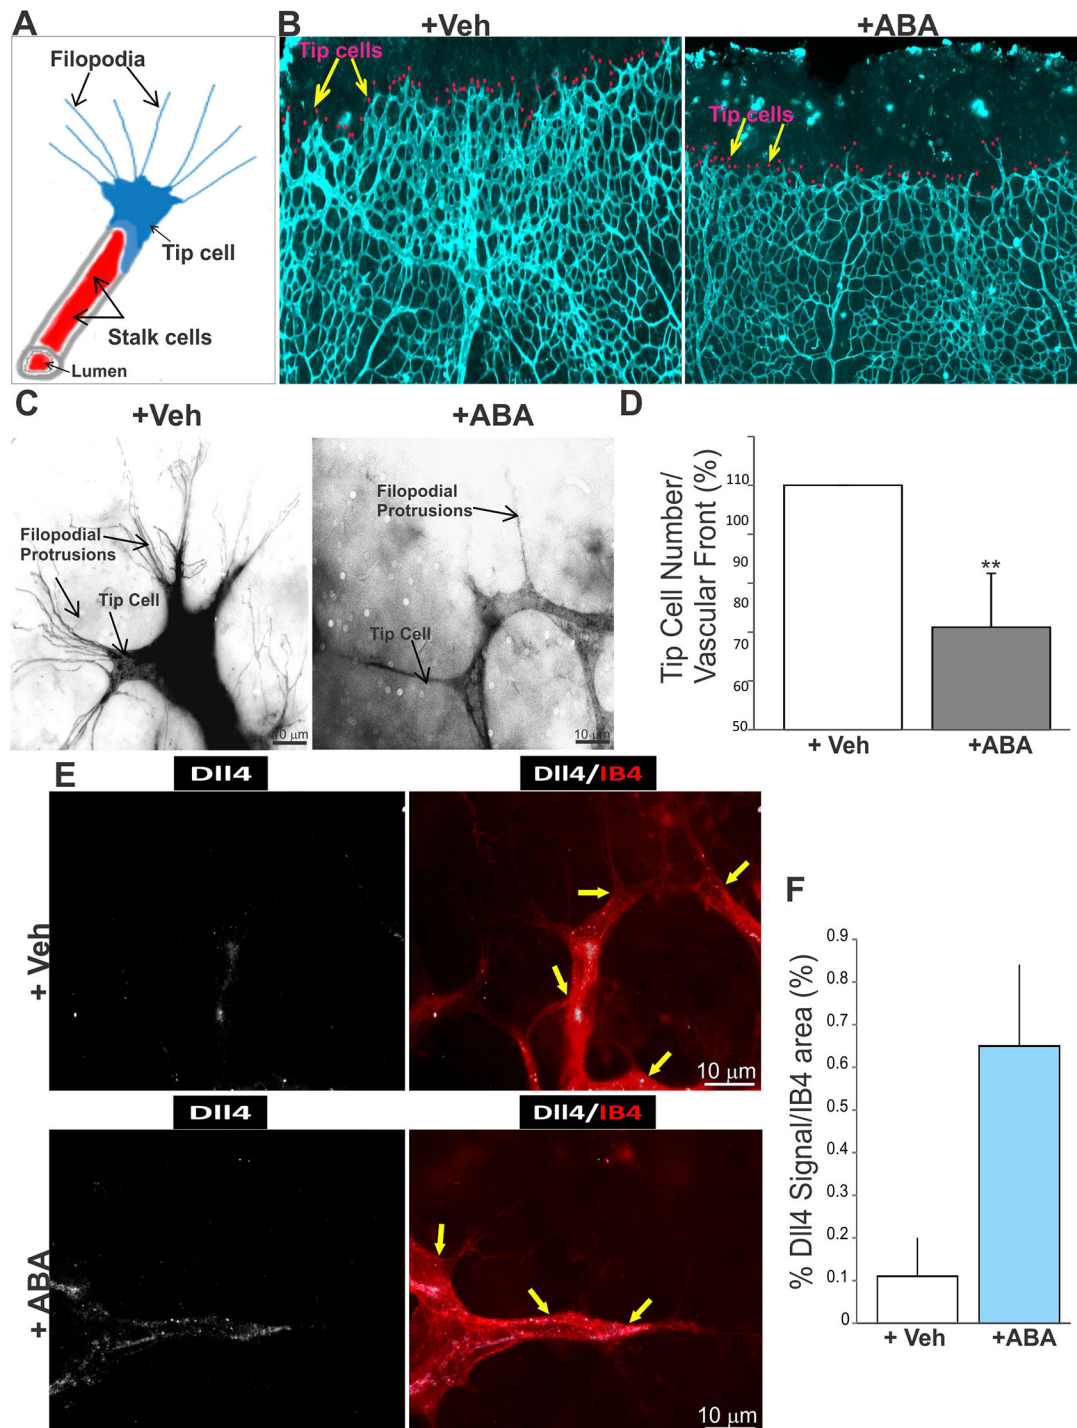 A
Filopodia
Tip cell
Stalk cells
Lumen
B
+Veh
Tip cells
+ABA
Tip cells
C
+Veh
Filopodial
Protrusions
Tip Cell
10 µm
+ABA
Filopodial
Protrusions
Tip Cell
10 µm
D
Tip Cell Number/
Vascular Front (%)
110
100
90
80
70
60
50
**
+ Veh
+ABA
E
Dll4
Dll4/IB4
+ Veh
10 µm
Dll4
Dll4/IB4
+ ABA
10 µm
F
% Dll4 Signal/IB4 area (%)
0.9
0.8
0.7
0.6
0.5
0.4
0.3
0.2
0.1
0
+ Veh
+ABA